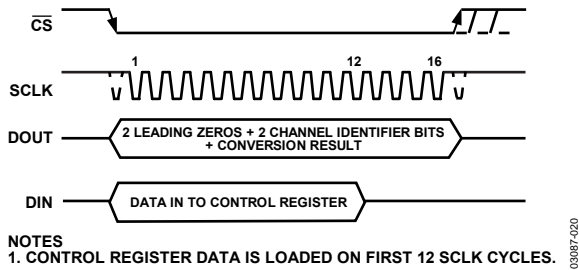 CS
1 12 16
SCLK
DOUT
2 LEADING ZEROS + 2 CHANNEL IDENTIFIER BITS
+ CONVERSION RESULT
DIN
DATA IN TO CONTROL REGISTER
NOTES
1. CONTROL REGISTER DATA IS LOADED ON FIRST 12 SCLK CYCLES.
03087-020